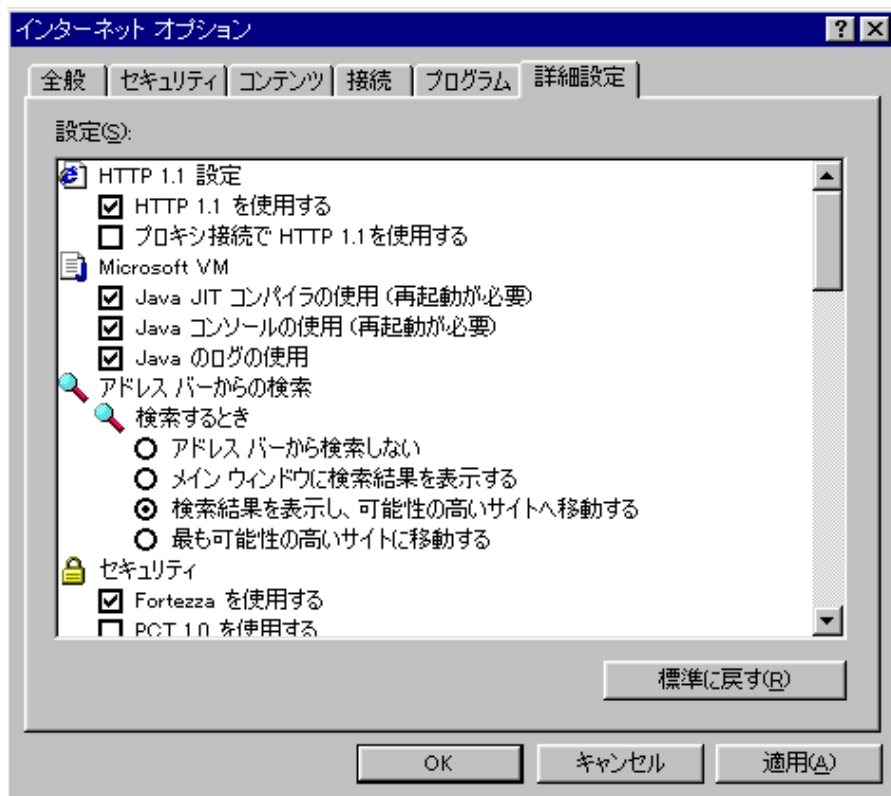 インターネット オプション
全般 セキュリティ コンテンツ 接続 プログラム 詳細設定
設定(S):
HTTP 1.1 設定
HTTP 1.1 を使用する
プロキシ接続で HTTP 1.1を使用する
Microsoft VM
Java JIT コンパイラの使用 (再起動が必要)
Java コンソールの使用 (再起動が必要)
Java のログの使用
アドレス バーからの検索
検索するとき
アドレス バーから検索しない
メイン ウィンドウに検索結果を表示する
検索結果を表示し、可能性の高いサイトへ移動する
最も可能性の高いサイトに移動する
セキュリティ
Fortezza を使用する
PCT 1.0 を使用する
標準に戻す(R)
OK キャンセル 適用(A)